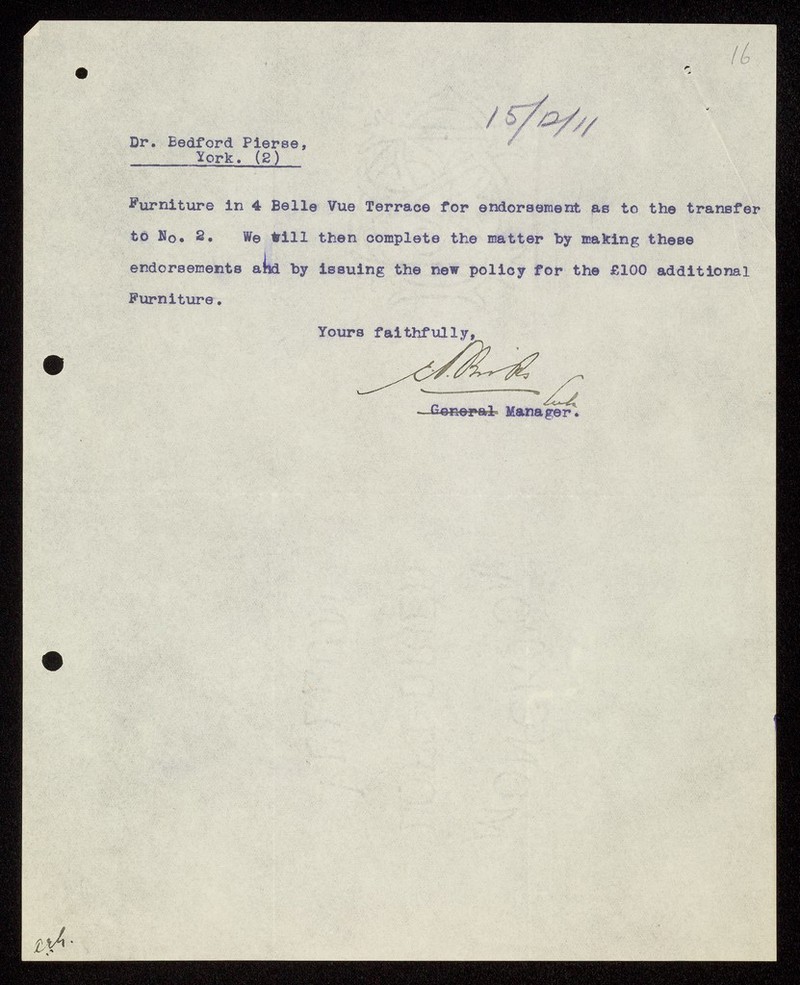 16
15/12/11
Dr. Bedford Pierse,
York. (2)
Furniture in 4 Belle Vue Terrace for endorsement as to the transfer
to No. 2. We will then complete the matter by making these
endorsements and by issuing the new policy for the £100 additional
Furniture.
Yours faithfully,
General Manager.